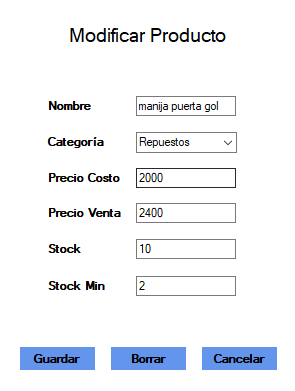 Modificar Producto
Nombre manija puerta gol
Categoría Repuestos
Precio Costo 2000
Precio Venta 2400
Stock 10
Stock Min 2
Guardar Borrar Cancelar